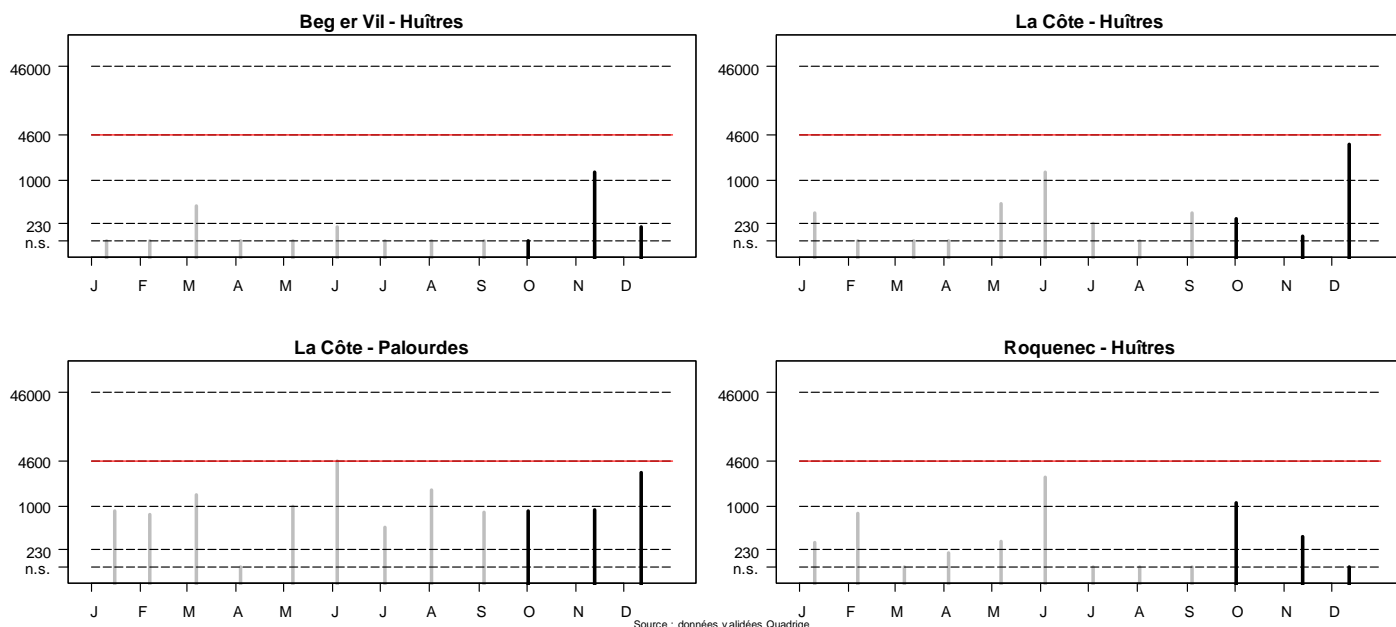 Beg er Vil - Huîtres
46000
4600
1000
230
n.s.
J F M A M J J A S O N D
La Côte - Huîtres
46000
4600
1000
230
n.s.
J F M A M J J A S O N D
La Côte - Palourdes
46000
4600
1000
230
n.s.
J F M A M J J A S O N D
Roquenec - Huîtres
46000
4600
1000
230
n.s.
J F M A M J J A S O N D
Source : données validées Quadrige